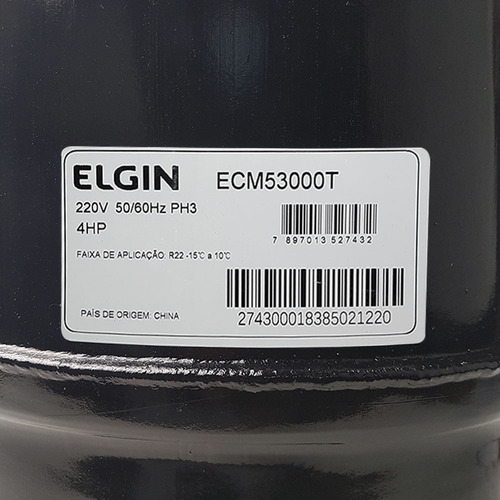 ELGIN ECM53000T
220V 50/60Hz PH3
4HP
7 897013 527432
FAIXA DE APLICAÇÃO: R22 -15℃ a 10℃
PAÍS DE ORIGEM: CHINA
274300018385021220